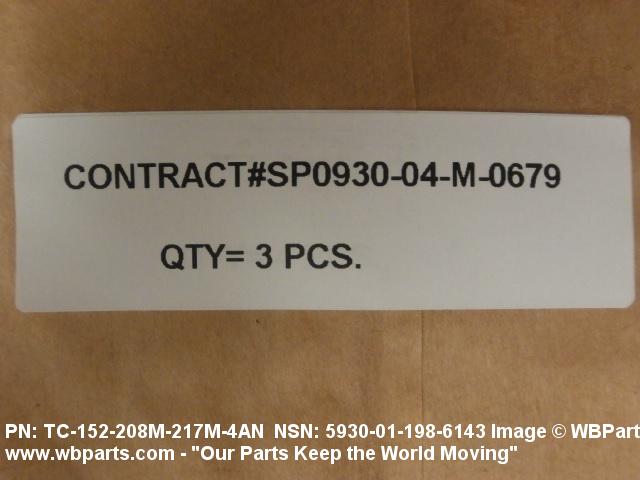 CONTRACT#SP0930-04-M-0679
QTY= 3 PCS.
PN: TC-152-208M-217M-4AN NSN: 5930-01-198-6143 Image © WBPart
www.wbparts.com - "Our Parts Keep the World Moving"